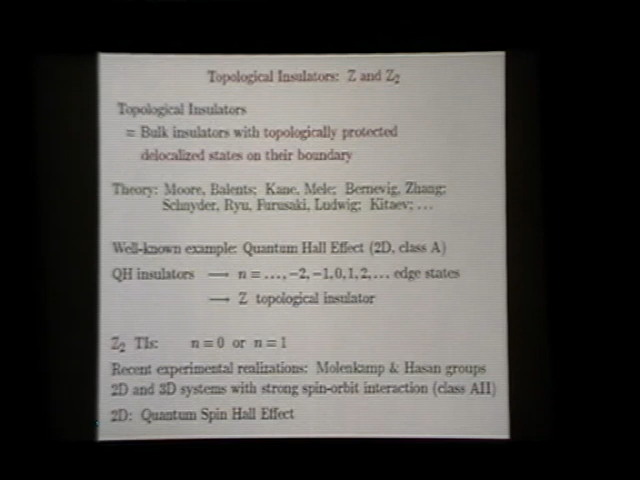 Topological Insulators: Z and Z₂
Topological Insulators
= Bulk insulators with topologically protected
delocalized states on their boundary
Theory: Moore, Balents; Kane, Mele; Bernevig, Zhang;
Schnyder, Ryu, Furusaki, Ludwig; Kitaev; …
Well-known example: Quantum Hall Effect (2D, class A)
QH insulators ⟶ n = …, −2, −1, 0, 1, 2, … edge states
⟶ Z topological insulator
Z₂ TIs: n = 0 or n = 1
Recent experimental realizations: Molenkamp & Hasan groups
2D and 3D systems with strong spin-orbit interaction (class AII)
2D: Quantum Spin Hall Effect